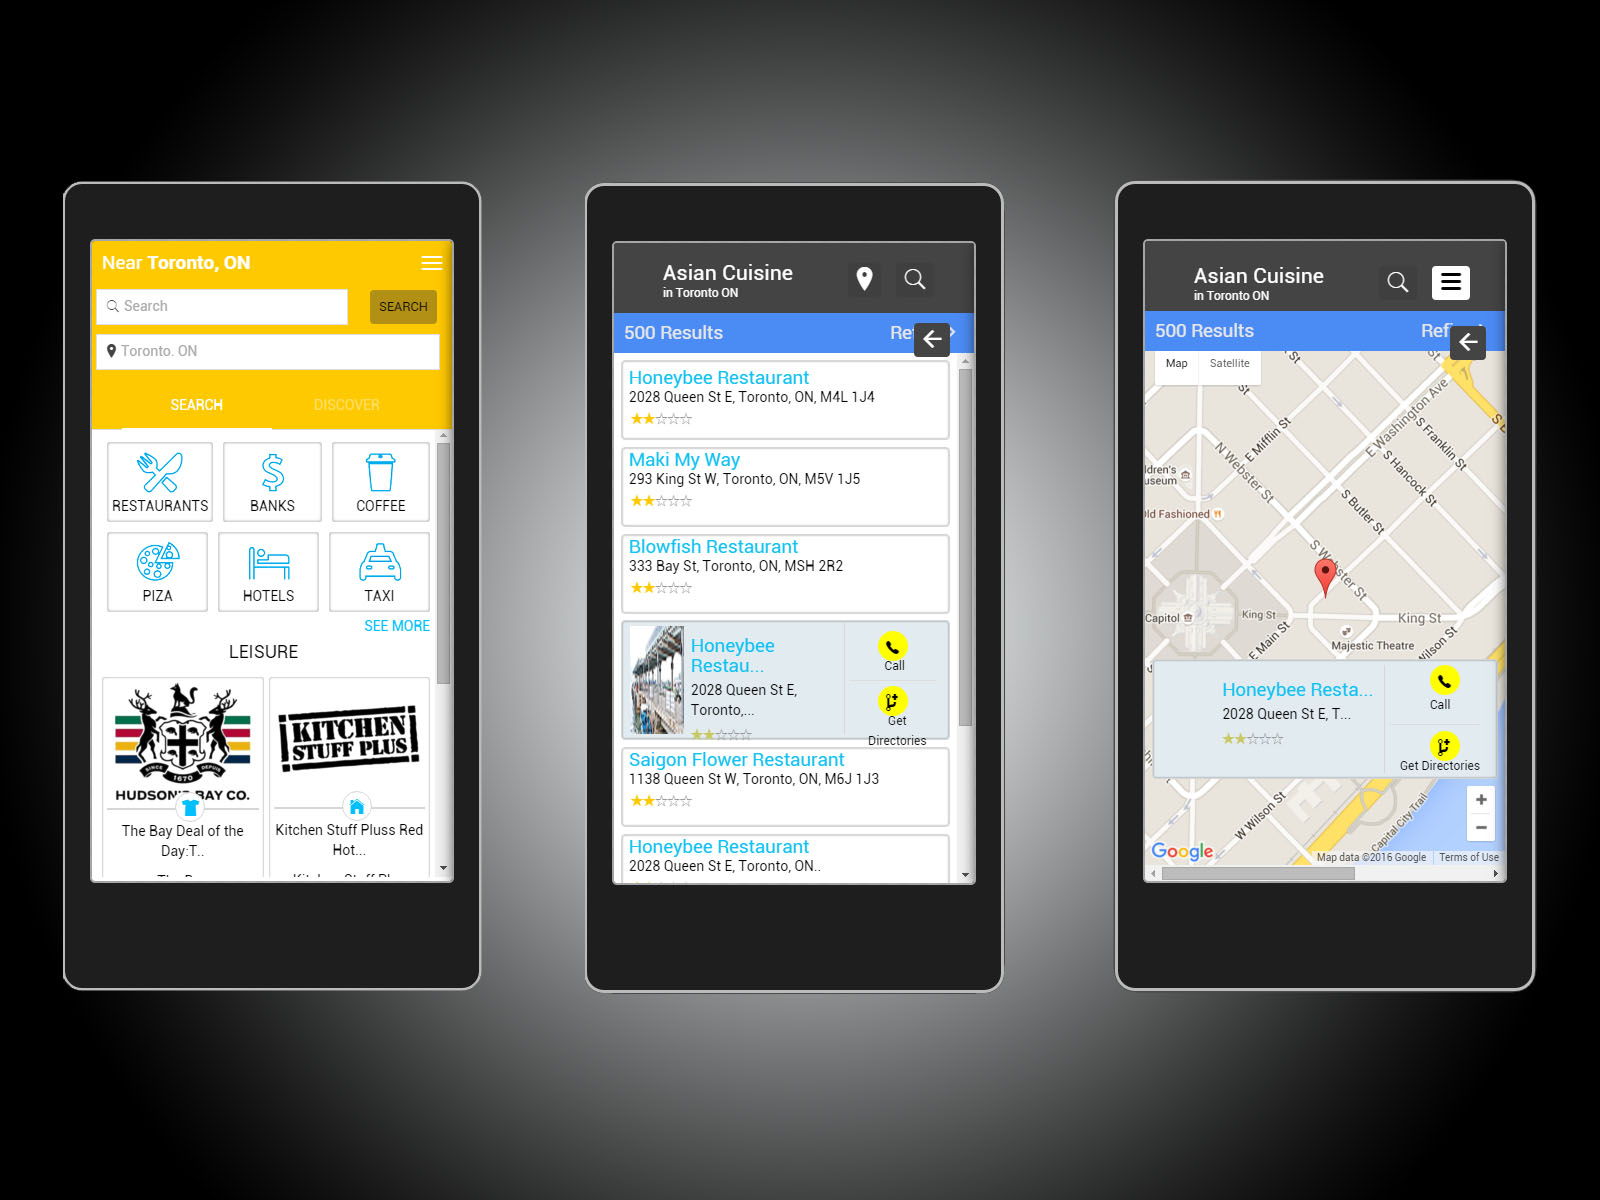 Near Toronto, ON
Search
SEARCH
Toronto. ON
SEARCH
DISCOVER
RESTAURANTS
BANKS
COFFEE
PIZA
HOTELS
TAXI
SEE MORE
LEISURE
SINCE 1670 DEPUIS
HUDSON'S BAY CO.
KITCHEN
STUFF PLUS
The Bay Deal of the
Day:T..
Kitchen Stuff Pluss Red
Hot...
Asian Cuisine
in Toronto ON
500 Results
Honeybee Restaurant
2028 Queen St E, Toronto, ON, M4L 1J4
Maki My Way
293 King St W, Toronto, ON, M5V 1J5
Blowfish Restaurant
333 Bay St, Toronto, ON, MSH 2R2
Honeybee
Restau...
2028 Queen St E,
Toronto,...
Call
Get
Directories
Saigon Flower Restaurant
1138 Queen St W, Toronto, ON, M6J 1J3
Honeybee Restaurant
2028 Queen St E, Toronto, ON..
Asian Cuisine
in Toronto ON
500 Results
Map
Satellite
E Washington Ave
S Franklin St
E Mifflin St
S Hancock St
N Webster St
S Butler St
ldren's
useum
ld Fashioned
S Webster St
Capitol
King St
King St
E Main St
Majestic Theatre
Wilson St
Honeybee Resta...
2028 Queen St E, T...
Call
Get Directories
W Wilson St
Capital City Trail
Google
Map data ©2016 Google
Terms of Use